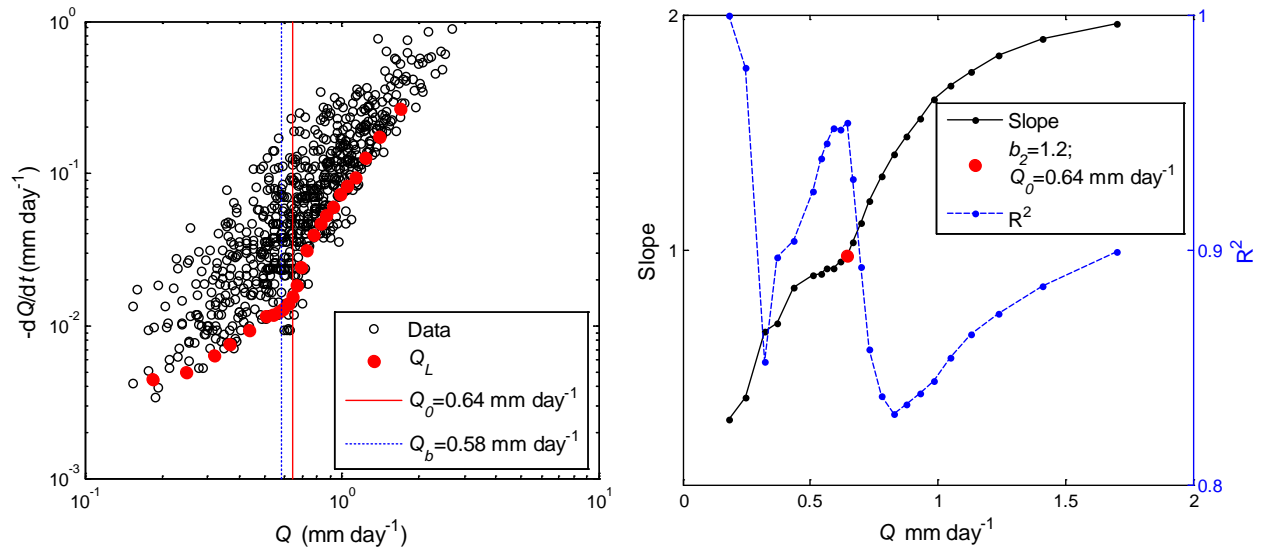 10^0
10^-1
10^-2
10^-3
10^-1
10^0
10^1
-dQ/dt (mm day^-1)
Q (mm day^-1)
Data
Q_L
Q_0=0.64 mm day^-1
Q_b=0.58 mm day^-1
2
1
0
0.5
1
1.5
2
Slope
Q mm day^-1
1
0.9
0.8
R^2
Slope
b_2=1.2;
Q_0=0.64 mm day^-1
R^2